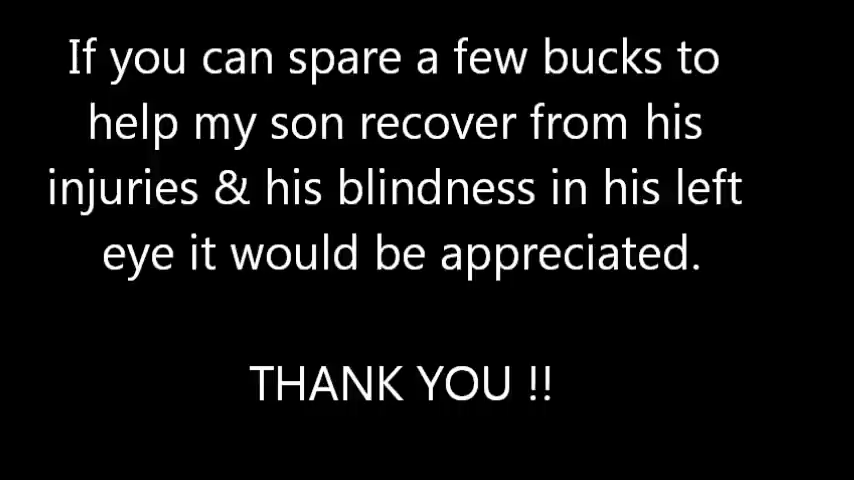 If you can spare a few bucks to
help my son recover from his
injuries & his blindness in his left
eye it would be appreciated.
THANK YOU !!